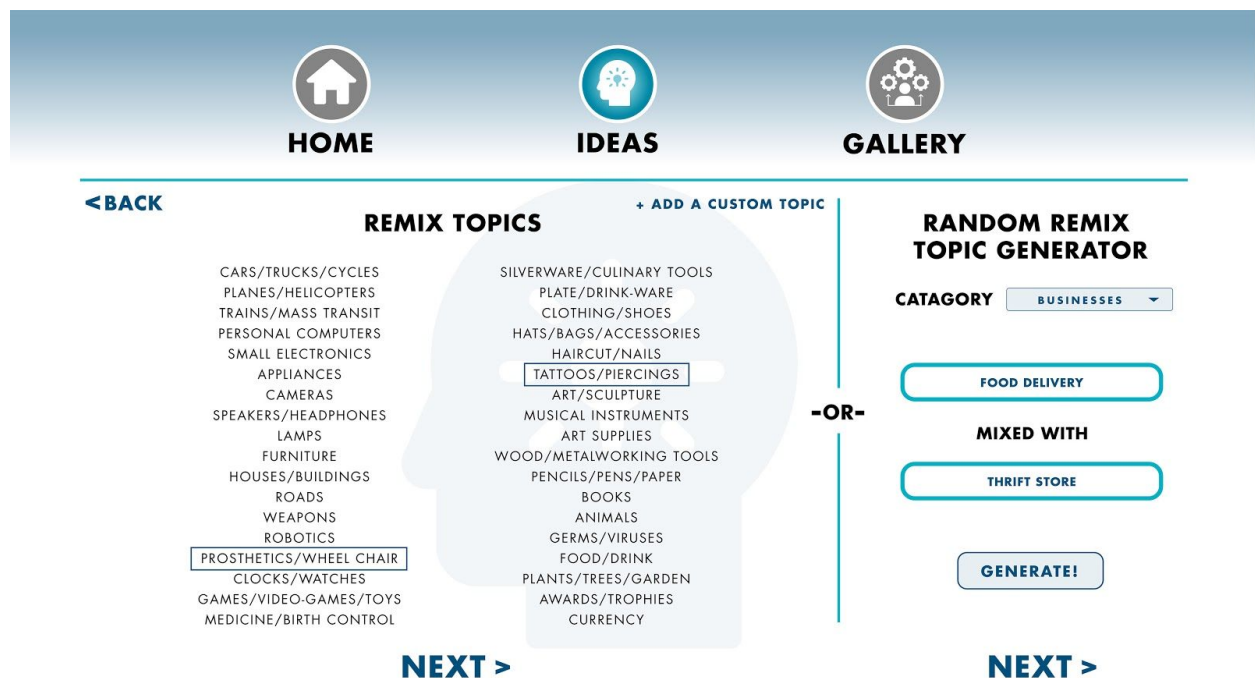 HOME
IDEAS
GALLERY
<BACK
+ ADD A CUSTOM TOPIC
REMIX TOPICS
CARS/TRUCKS/CYCLES
PLANES/HELICOPTERS
TRAINS/MASS TRANSIT
PERSONAL COMPUTERS
SMALL ELECTRONICS
APPLIANCES
CAMERAS
SPEAKERS/HEADPHONES
LAMPS
FURNITURE
HOUSES/BUILDINGS
ROADS
WEAPONS
ROBOTICS
PROSTHETICS/WHEEL CHAIR
CLOCKS/WATCHES
GAMES/VIDEO-GAMES/TOYS
MEDICINE/BIRTH CONTROL
SILVERWARE/CULINARY TOOLS
PLATE/DRINK-WARE
CLOTHING/SHOES
HATS/BAGS/ACCESSORIES
HAIRCUT/NAILS
TATTOOS/PIERCINGS
ART/SCULPTURE
MUSICAL INSTRUMENTS
ART SUPPLIES
WOOD/METALWORKING TOOLS
PENCILS/PENS/PAPER
BOOKS
ANIMALS
GERMS/VIRUSES
FOOD/DRINK
PLANTS/TREES/GARDEN
AWARDS/TROPHIES
CURRENCY
NEXT >
-OR-
RANDOM REMIX
TOPIC GENERATOR
CATAGORY BUSINESSES
FOOD DELIVERY
MIXED WITH
THRIFT STORE
GENERATE!
NEXT >